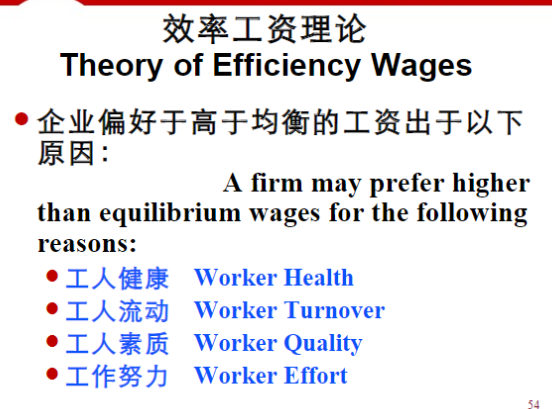 效率工资理论
Theory of Efficiency Wages
企业偏好于高于均衡的工资出于以下
原因：
A firm may prefer higher
than equilibrium wages for the following
reasons:
工人健康 Worker Health
工人流动 Worker Turnover
工人素质 Worker Quality
工作努力 Worker Effort
54